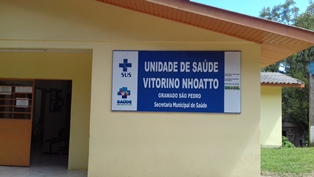 SUS
SAÚDE
UNIDADE DE SAÚDE
VITORINO NHOATTO
GRAMADO SÃO PEDRO
Secretaria Municipal de Saúde